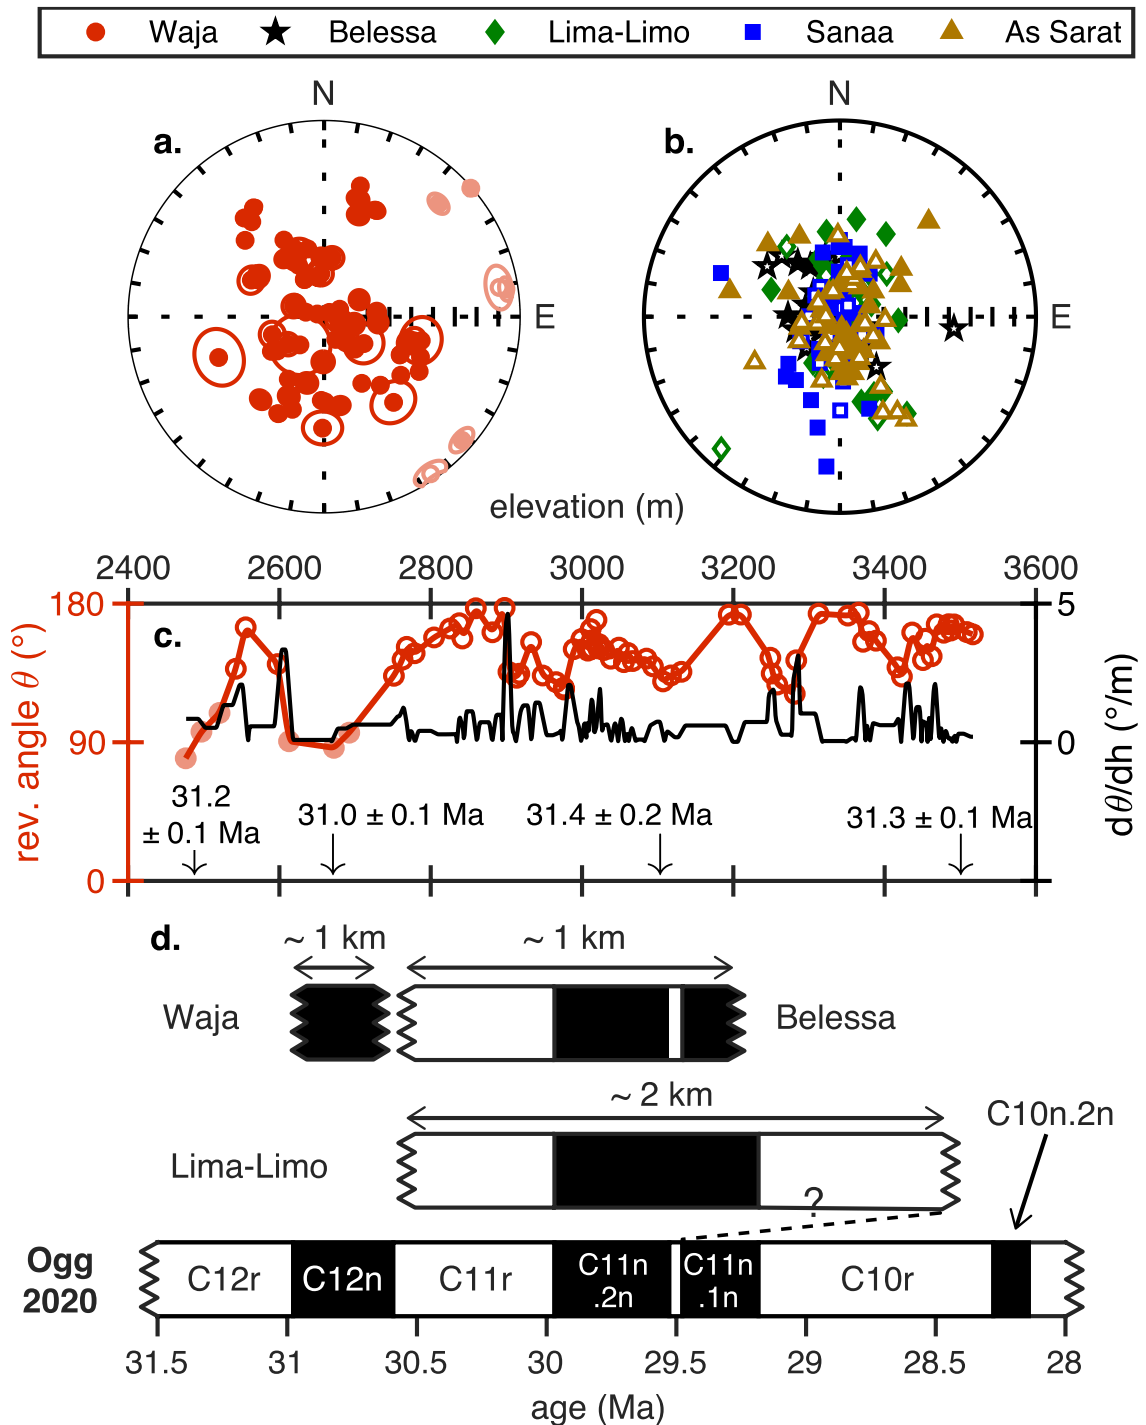 Waja Belessa Lima-Limo Sanaa As Sarat
N N
a. b.
E E
elevation (m)
2400 2600 2800 3000 3200 3400 3600
180 5
c.
rev. angle θ (°)
90 0
dθ/dh (°/m)
31.2
± 0.1 Ma
31.0 ± 0.1 Ma 31.4 ± 0.2 Ma 31.3 ± 0.1 Ma
0
d.
~ 1 km ~ 1 km
Waja Belessa
~ 2 km
C10n.2n
Lima-Limo
?
Ogg
2020
C12r C12n C11r C11n
.2n
C11n
.1n
C10r
31.5 31 30.5 30 29.5 29 28.5 28
age (Ma)